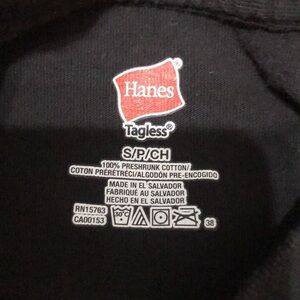 Hanes
Tagless®
S/P/CH
100% PRESHRUNK COTTON/
COTON PRÉRÉTRÉCI/ALGODÓN PRE-ENCOGIDO
MADE IN EL SALVADOR
FABRIQUÉ AU SALVADOR
HECHO EN EL SALVADOR
RN15763
CA00153
30°C
38